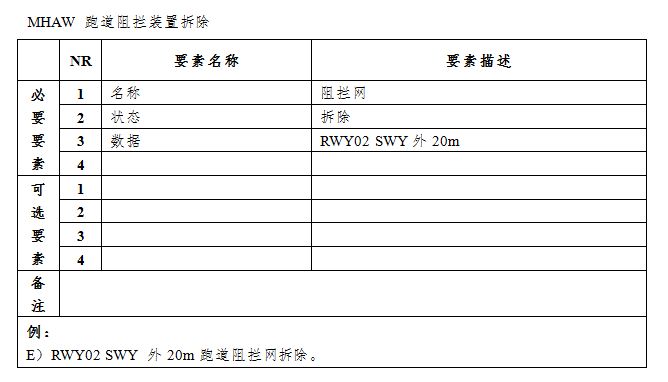 MHAW 跑道阻拦装置拆除
NR 要素名称 要素描述
必要要素
1 名称 阻拦网
2 状态 拆除
3 数据 RWY02 SWY 外 20m
4
可选要素
1
2
3
4
备注
例：
E）RWY02 SWY 外 20m 跑道阻拦网拆除。